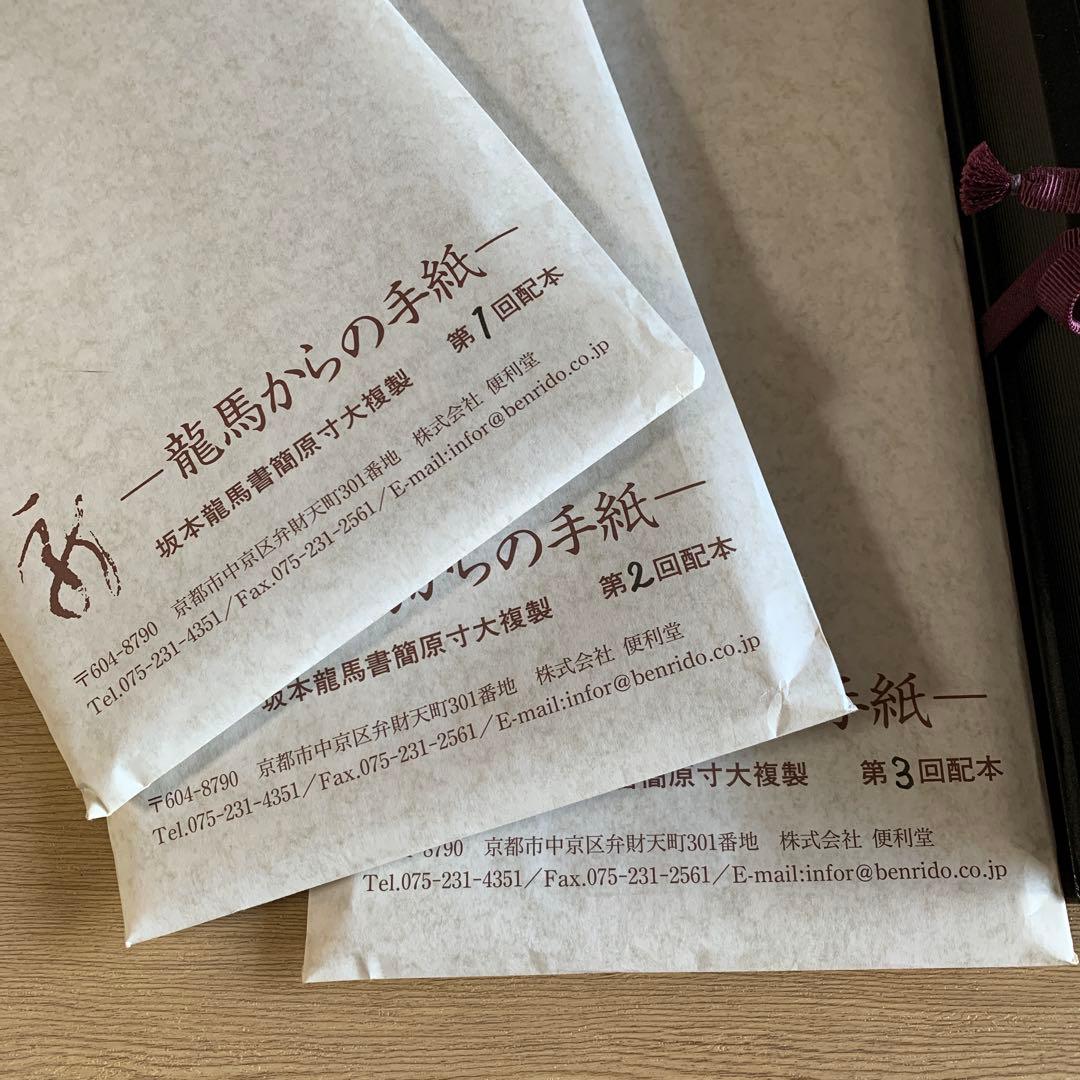 ―龍馬からの手紙―
坂本龍馬書簡原寸大複製 第1回配本
〒604-8790 京都市中京区弁財天町301番地 株式会社 便利堂
Tel.075-231-4351／Fax.075-231-2561／E-mail:infor@benrido.co.jp
からの手紙―
坂本龍馬書簡原寸大複製 第2回配本
〒604-8790 京都市中京区弁財天町301番地 株式会社 便利堂
Tel.075-231-4351／Fax.075-231-2561／E-mail:infor@benrido.co.jp
手紙―
簡原寸大複製 第3回配本
8790 京都市中京区弁財天町301番地 株式会社 便利堂
Tel.075-231-4351／Fax.075-231-2561／E-mail:infor@benrido.co.jp